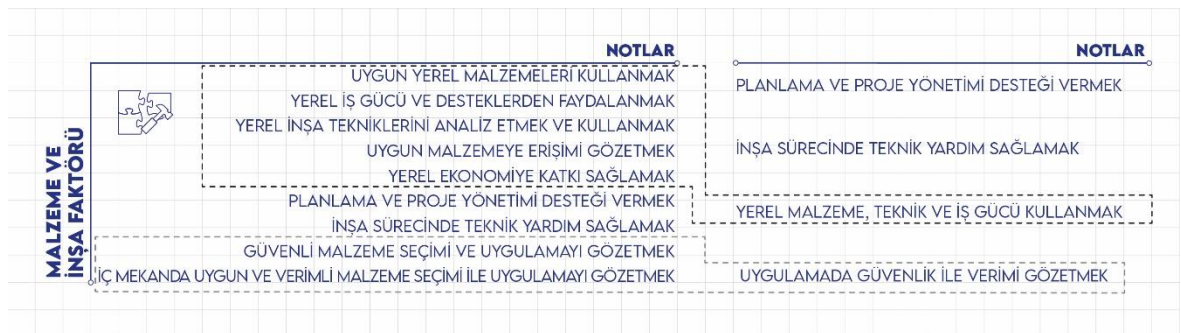 MALZEME VE
İNŞA FAKTÖRÜ
NOTLAR
UYGUN YEREL MALZEMELERİ KULLANMAK
YEREL İŞ GÜCÜ VE DESTEKLERDEN FAYDALANMAK
YEREL İNŞA TEKNİKLERİNİ ANALİZ ETMEK VE KULLANMAK
UYGUN MALZEMEYE ERİŞİMİ GÖZETMEK
YEREL EKONOMİYE KATKI SAĞLAMAK
PLANLAMA VE PROJE YÖNETİMİ DESTEĞİ VERMEK
İNŞA SÜRECİNDE TEKNİK YARDIM SAĞLAMAK
GÜVENLİ MALZEME SEÇİMİ VE UYGULAMAYI GÖZETMEK
İÇ MEKANDA UYGUN VE VERİMLİ MALZEME SEÇİMİ İLE UYGULAMAYI GÖZETMEK
NOTLAR
PLANLAMA VE PROJE YÖNETİMİ DESTEĞİ VERMEK
İNŞA SÜRECİNDE TEKNİK YARDIM SAĞLAMAK
YEREL MALZEME, TEKNİK VE İŞ GÜCÜ KULLANMAK
UYGULAMADA GÜVENLİK İLE VERİMİ GÖZETMEK